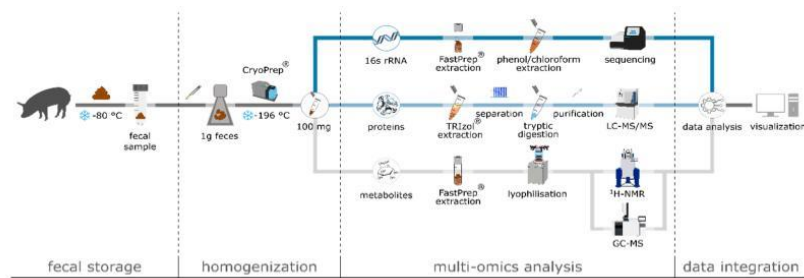 CryoPrep®
-80 °C
fecal
sample
1g feces
-196 °C
100 mg
16s rRNA
FastPrep®
extraction
phenol/chloroform
extraction
sequencing
proteins
TRIzol®
extraction
separation
tryptic
digestion
purification
LC-MS/MS
metabolites
FastPrep®
extraction
lyophilisation
¹H-NMR
GC-MS
data analysis
visualization
fecal storage
homogenization
multi-omics analysis
data integration